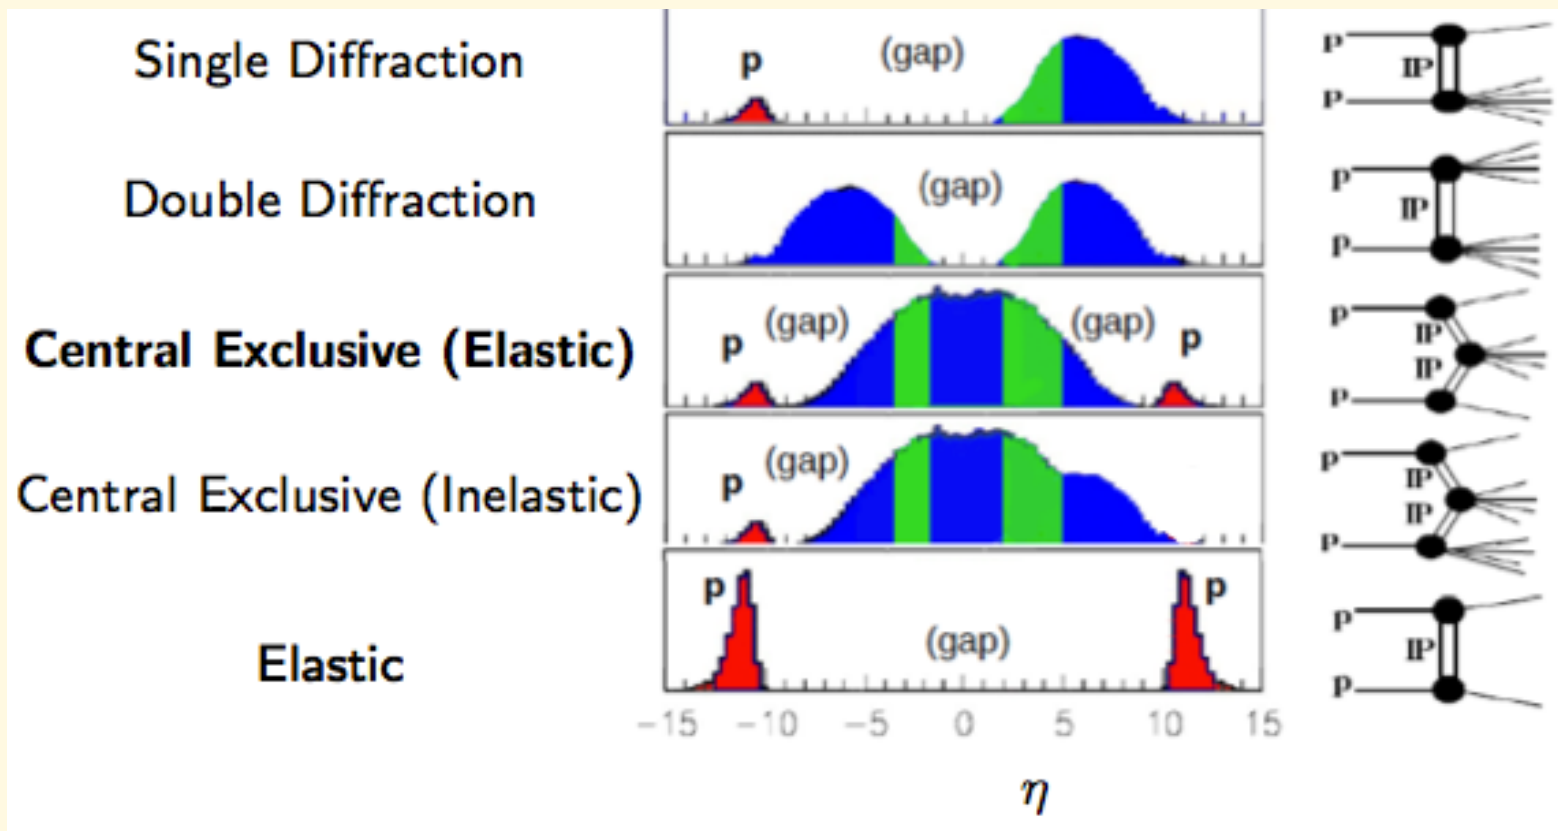 Single Diffraction
p (gap)
p
IP
p
Double Diffraction
(gap)
p
IP
p
Central Exclusive (Elastic)
p (gap) (gap) p
p
IP
IP
p
Central Exclusive (Inelastic)
p (gap)
p
IP
IP
p
Elastic
p (gap) p
p
IP
p
−15 −10 −5 0 5 10 15
η